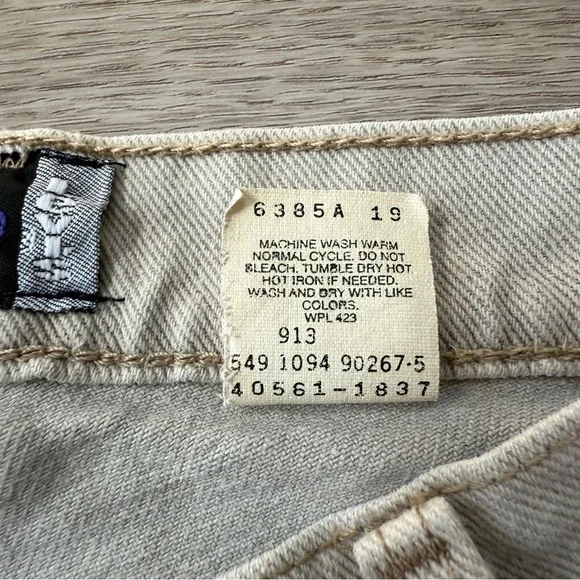 6385A 19
MACHINE WASH WARM
NORMAL CYCLE. DO NOT
BLEACH. TUMBLE DRY HOT
HOT IRON IF NEEDED.
WASH AND DRY WITH LIKE
COLORS.
WPL 423
913
549 1094 90267-5
40561-1837